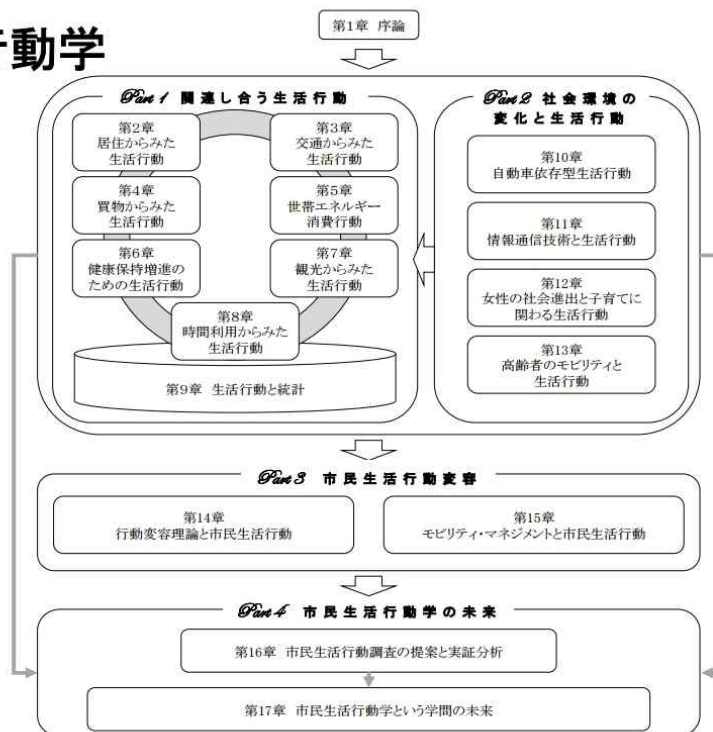 行動学
第1章 序論
Part 1 関連し合う生活行動
第2章
居住からみた
生活行動
第3章
交通からみた
生活行動
第4章
買物からみた
生活行動
第5章
世帯エネルギー
消費行動
第6章
健康保持増進の
ための生活行動
第7章
観光からみた
生活行動
第8章
時間利用からみた
生活行動
第9章 生活行動と統計
Part 2 社会環境の
変化と生活行動
第10章
自動車依存型生活行動
第11章
情報通信技術と生活行動
第12章
女性の社会進出と子育てに
関わる生活行動
第13章
高齢者のモビリティと
生活行動
Part 3 市民生活行動変容
第14章
行動変容理論と市民生活行動
第15章
モビリティ・マネジメントと市民生活行動
Part 4 市民生活行動学の未来
第16章 市民生活行動調査の提案と実証分析
第17章 市民生活行動学という学問の未来